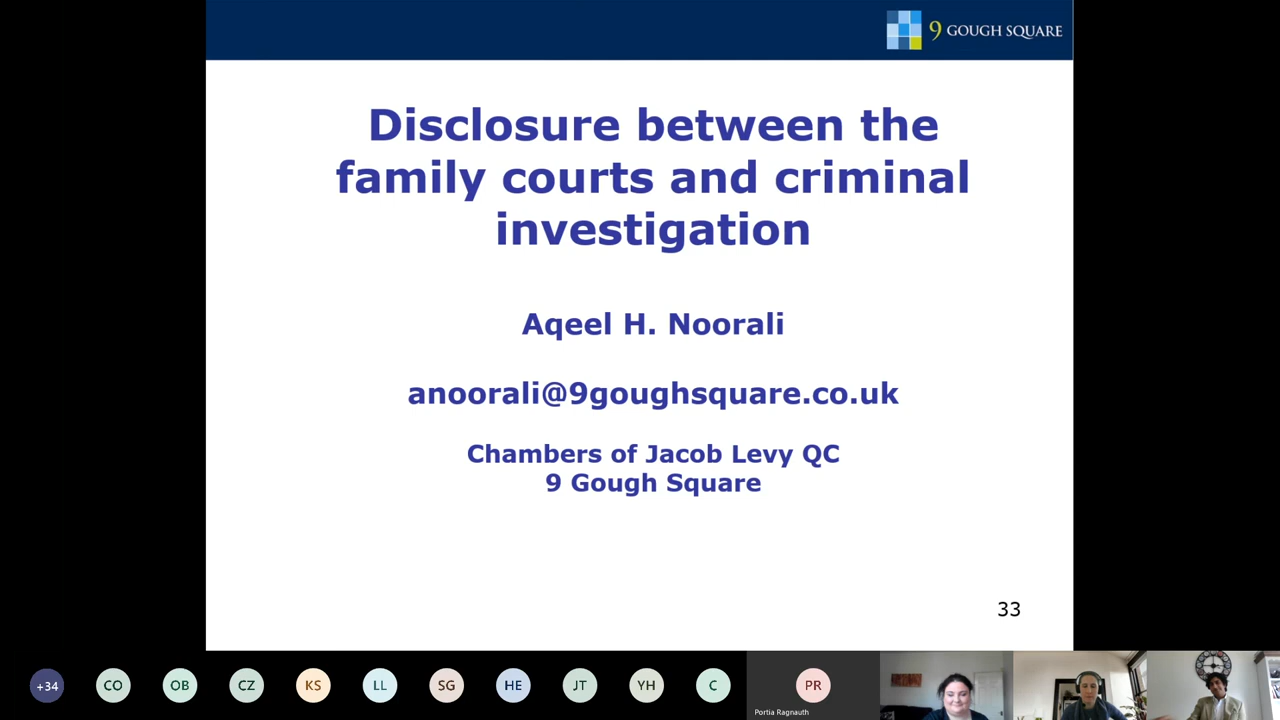 9 GOUGH SQUARE
Disclosure between the
family courts and criminal
investigation
Aqeel H. Noorali
anoorali@9goughsquare.co.uk
Chambers of Jacob Levy QC
9 Gough Square
33
+34 CO OB CZ KS LL SG HE JT YH C PR
Portia Ragnauth